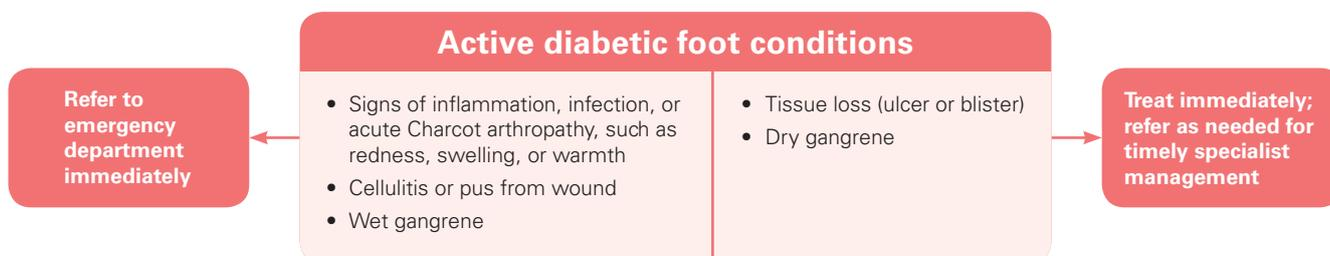 Active diabetic foot conditions
Refer to
emergency
department
immediately
• Signs of inflammation, infection, or
acute Charcot arthropathy, such as
redness, swelling, or warmth
• Cellulitis or pus from wound
• Wet gangrene
• Tissue loss (ulcer or blister)
• Dry gangrene
Treat immediately;
refer as needed for
timely specialist
management